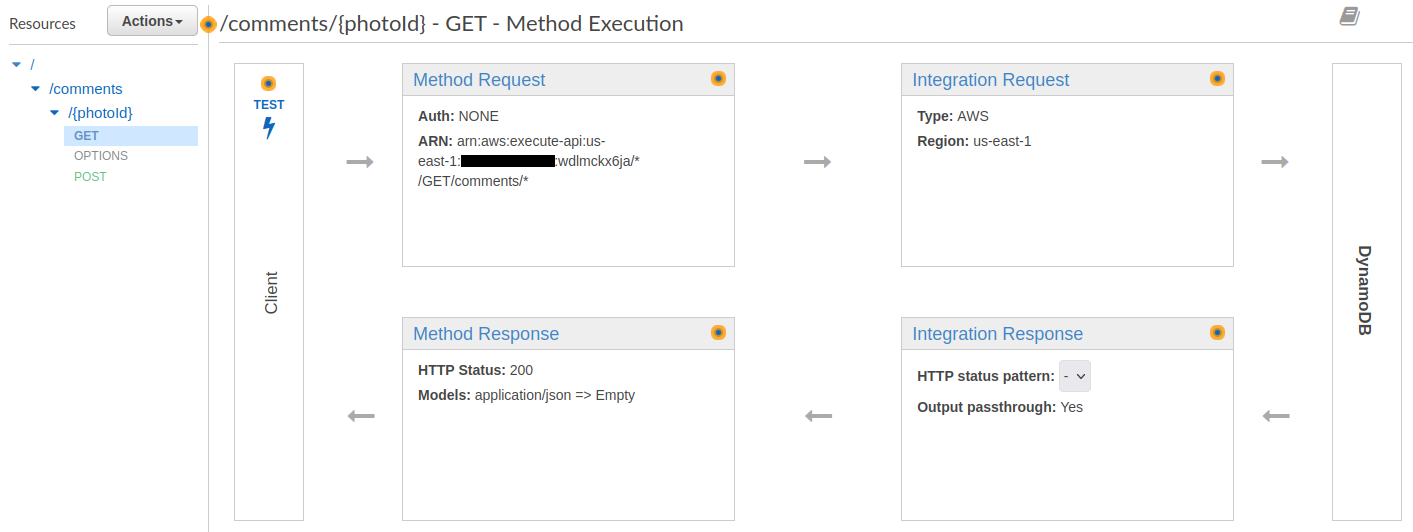 Resources
Actions
/comments/{photoId} - GET - Method Execution
/
/comments
/{photoId}
GET
OPTIONS
POST
TEST
Client
Method Request
Auth: NONE
ARN: arn:aws:execute-api:us-
east-1: :wdlmckx6ja/*
/GET/comments/*
Integration Request
Type: AWS
Region: us-east-1
DynamoDB
Method Response
HTTP Status: 200
Models: application/json => Empty
Integration Response
HTTP status pattern: -
Output passthrough: Yes